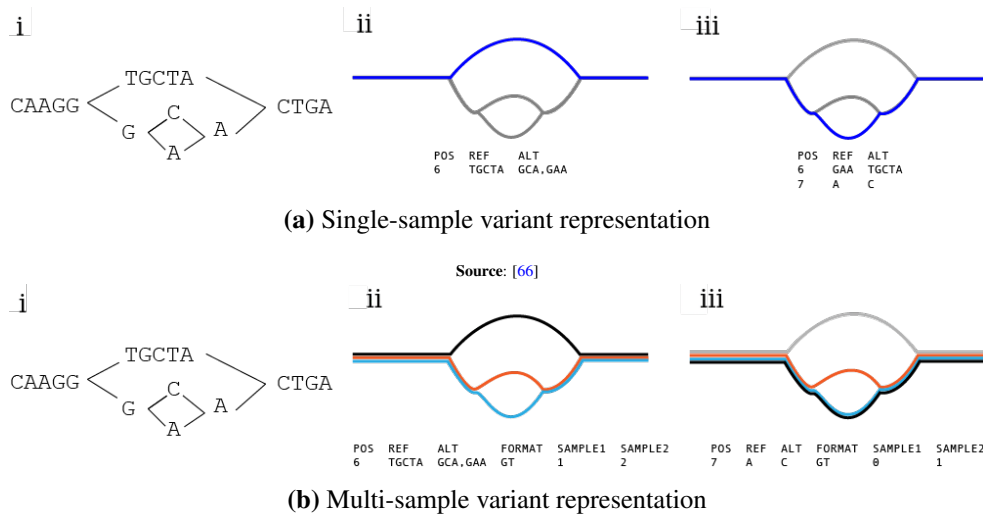 i
TGCTA
CAAGG
C
CTGA
G
A
A
ii
POS REF ALT
6 TGCTA GCA,GAA
iii
POS REF ALT
6 GAA TGCTA
7 A C
(a) Single-sample variant representation
Source: [66]
i
TGCTA
CAAGG
C
CTGA
G
A
A
ii
POS REF ALT FORMAT SAMPLE1 SAMPLE2
6 TGCTA GCA,GAA GT 1 2
iii
POS REF ALT FORMAT SAMPLE1 SAMPLE2
7 A C GT 0 1
(b) Multi-sample variant representation